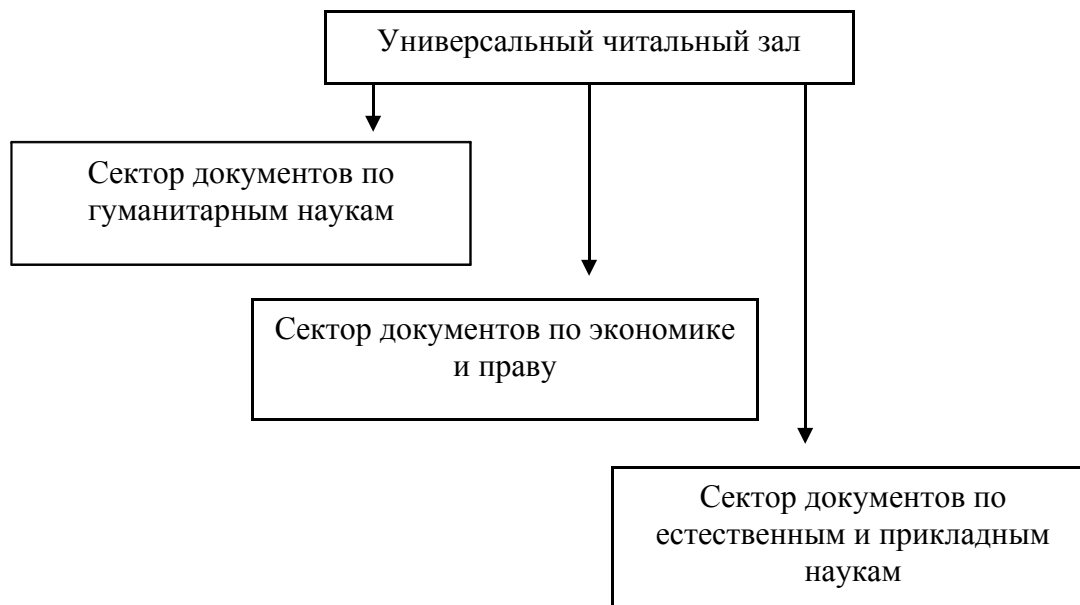 Универсальный читальный зал
Сектор документов по
гуманитарным наукам
Сектор документов по экономике
и праву
Сектор документов по
естественным и прикладным
наукам